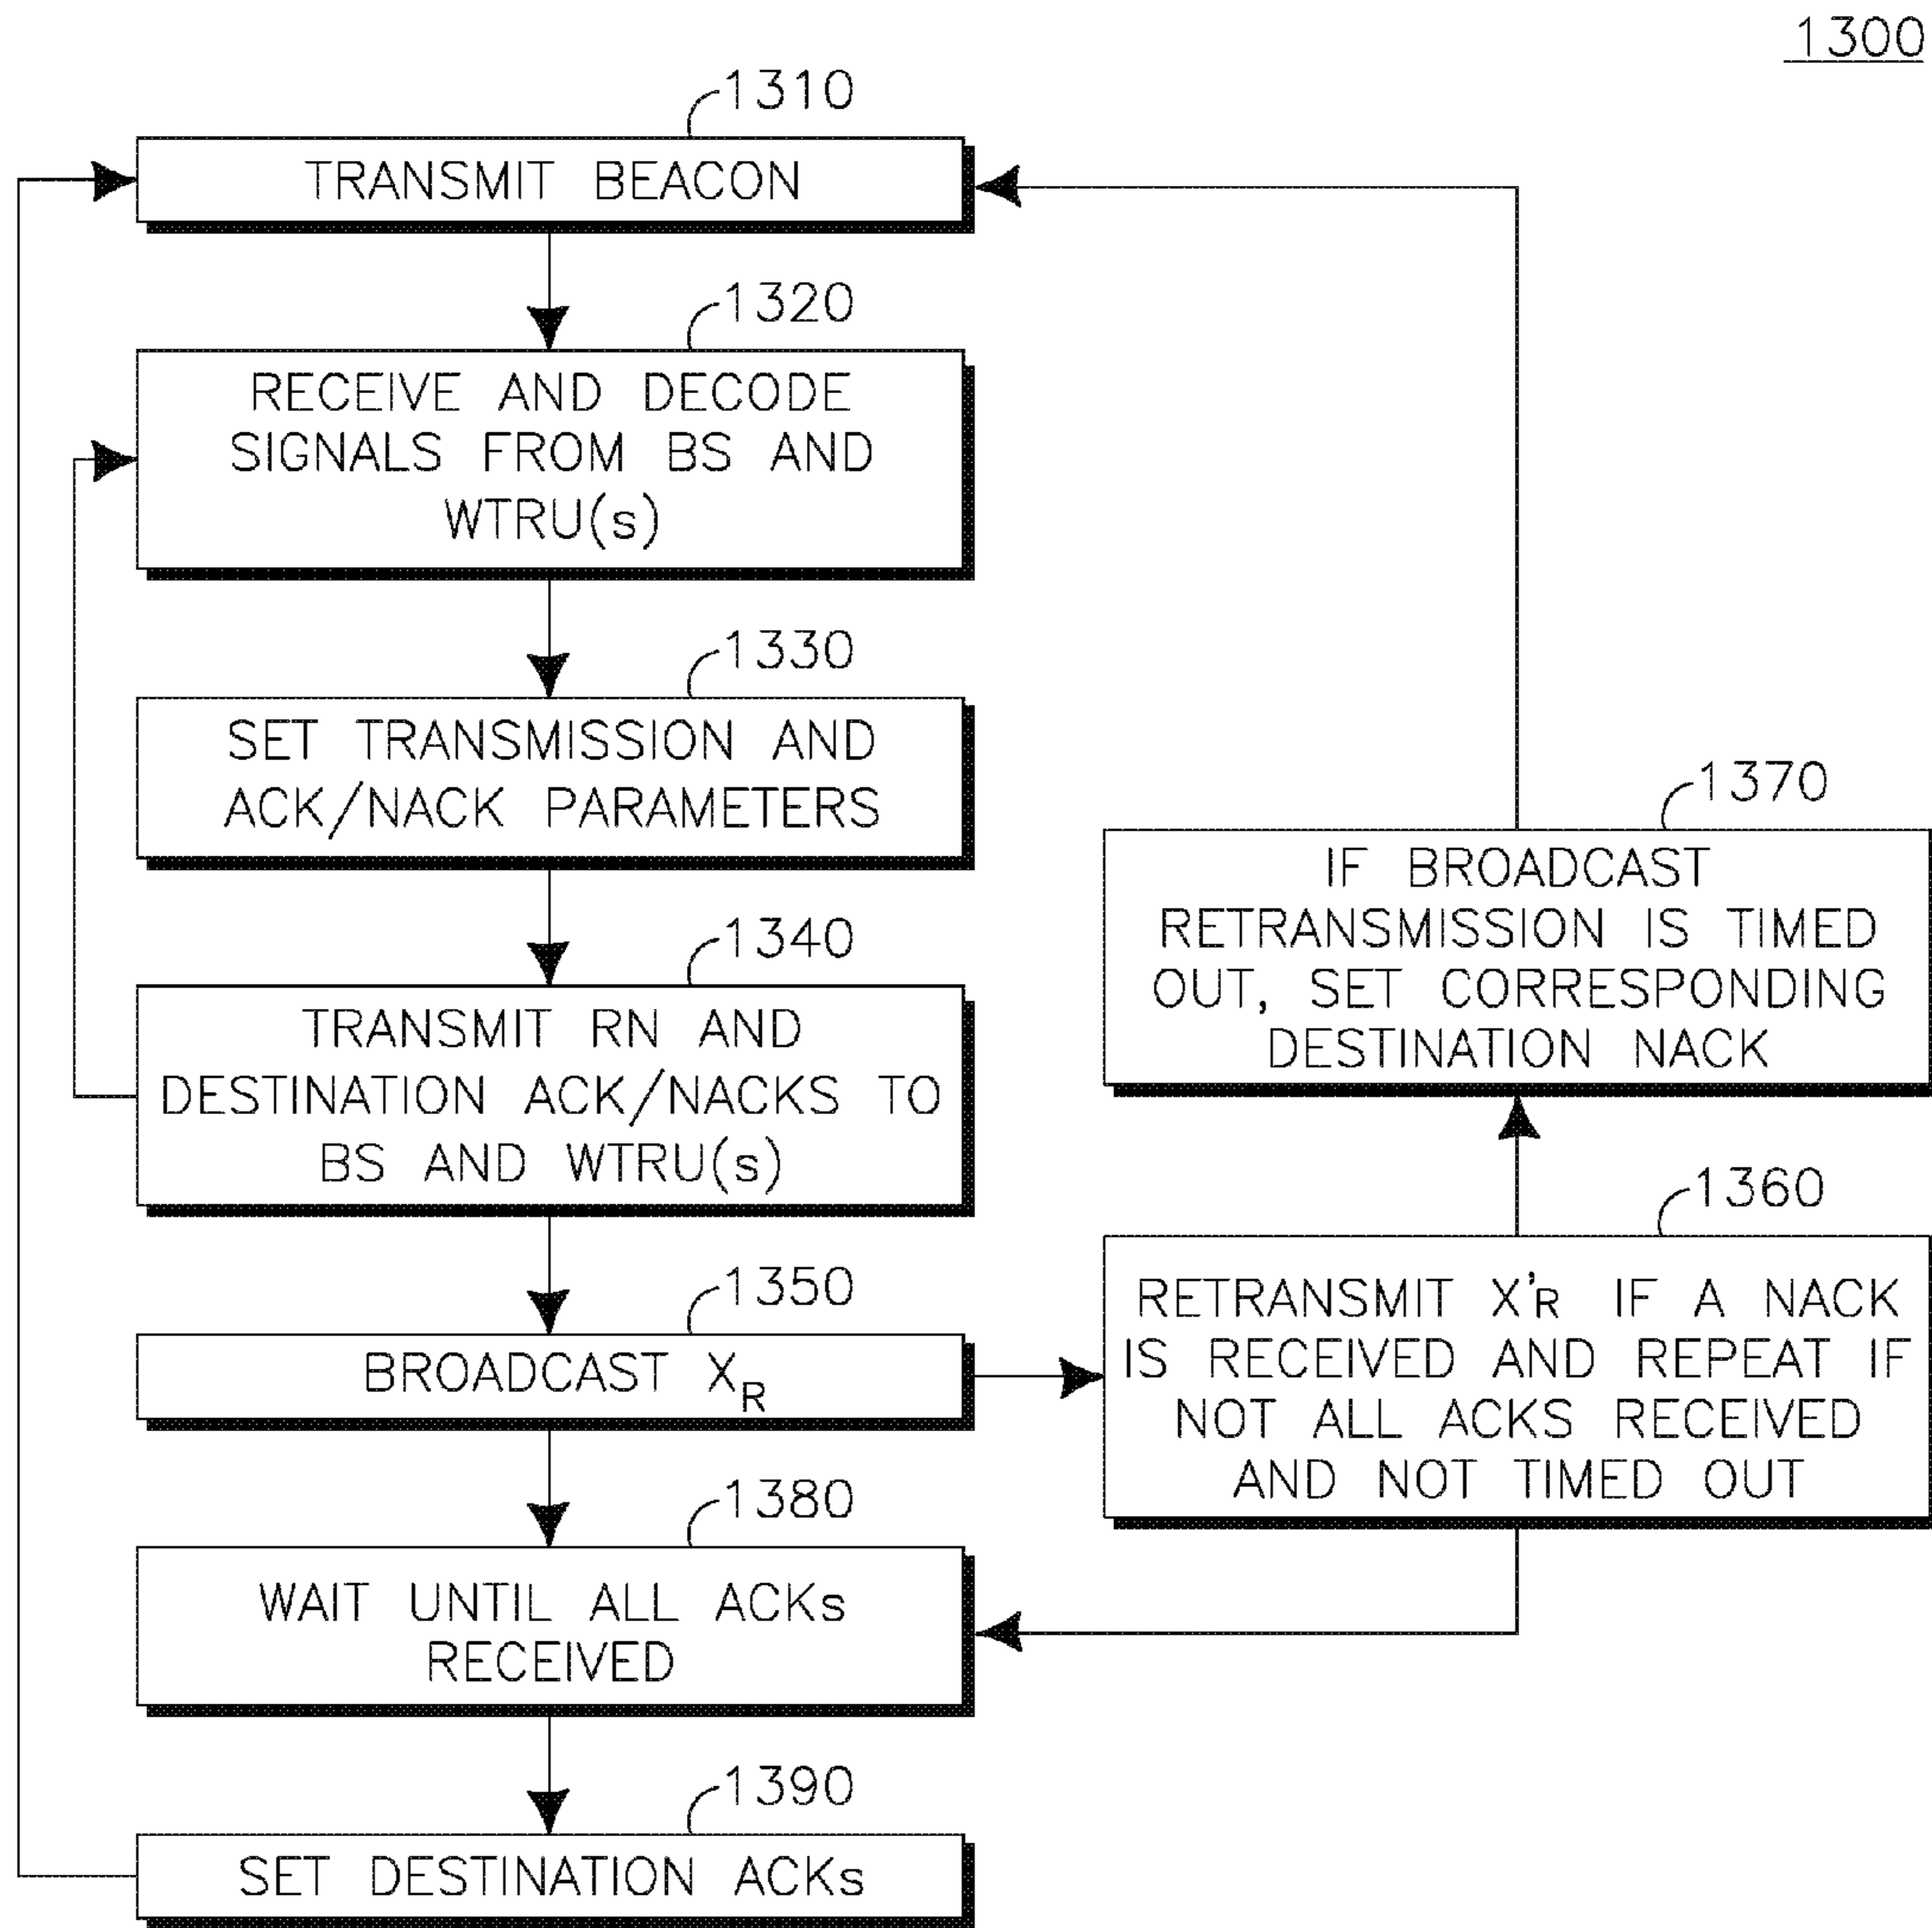 1300
1310
TRANSMIT BEACON
1320
RECEIVE AND DECODE
SIGNALS FROM BS AND
WTRU(s)
1330
SET TRANSMISSION AND
ACK/NACK PARAMETERS
1340
TRANSMIT RN AND
DESTINATION ACK/NACKS TO
BS AND WTRU(s)
1350
BROADCAST X_R
1360
RETRANSMIT X'R IF A NACK
IS RECEIVED AND REPEAT IF
NOT ALL ACKS RECEIVED
AND NOT TIMED OUT
1370
IF BROADCAST
RETRANSMISSION IS TIMED
OUT, SET CORRESPONDING
DESTINATION NACK
1380
WAIT UNTIL ALL ACKs
RECEIVED
1390
SET DESTINATION ACKs